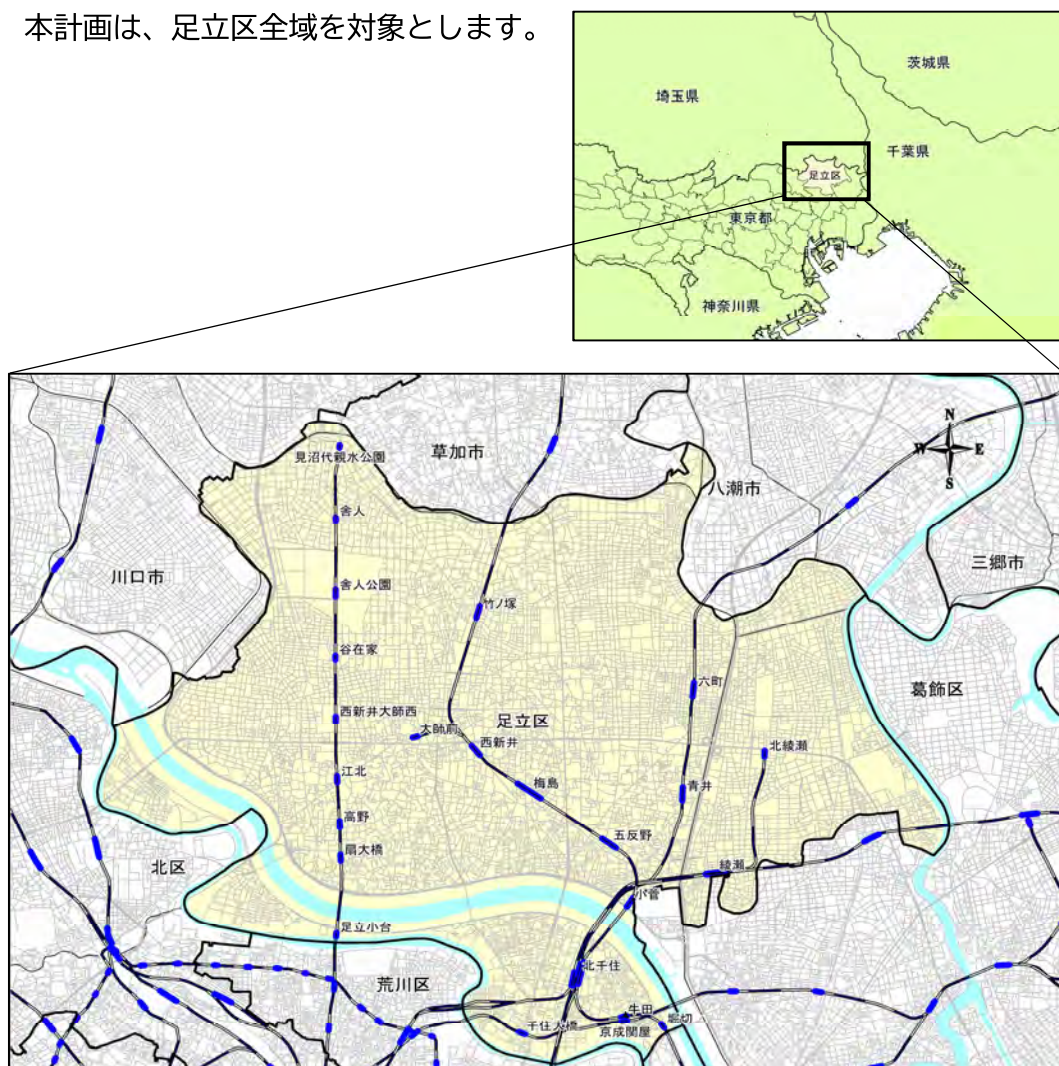 本計画は、足立区全域を対象とします。
茨城県
埼玉県
千葉県
足立区
東京都
神奈川県
N
W E
S
見沼代親水公園
草加市
八潮市
舎人
三郷市
川口市
舎人公園
竹ノ塚
谷在家
六町
葛飾区
西新井大師西
足立区
大師前
西新井
北綾瀬
江北
梅島
青井
高野
五反野
扇大橋
北区
綾瀬
小菅
足立小台
荒川区
北千住
牛田
堀切
千住大橋
京成関屋